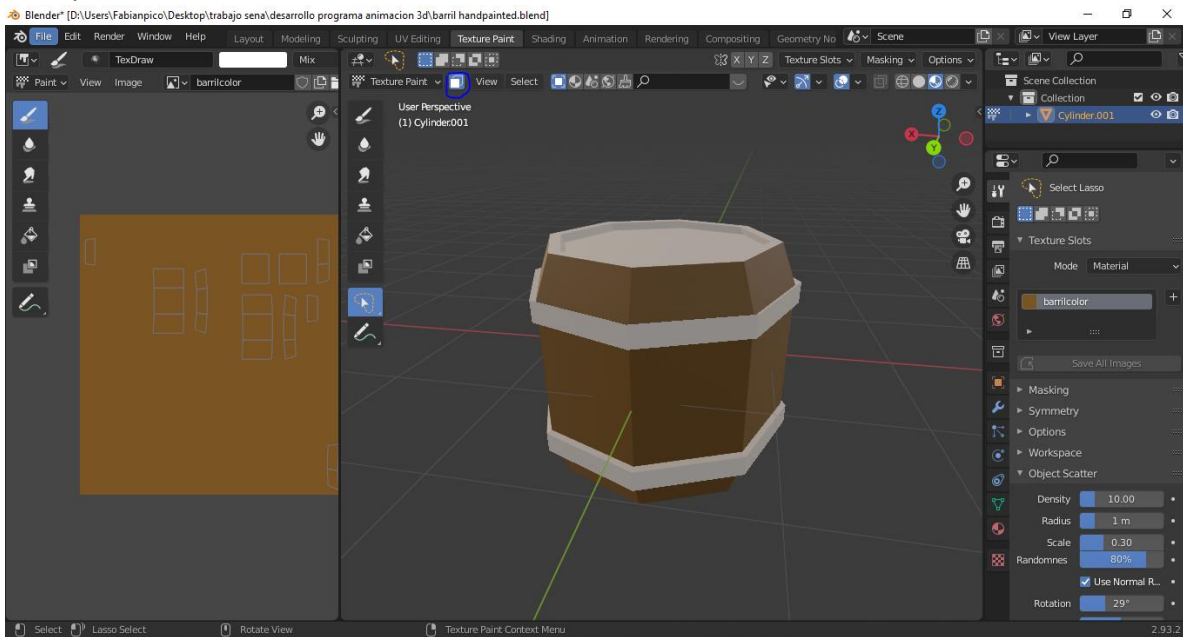 Blender* [D:\Users\Fabianpico\Desktop\trabajo sena\desarrollo programa animacion 3d\barril handpainted.blend]
File Edit Render Window Help Layout Modeling Sculpting UV Editing Texture Paint Shading Animation Rendering Compositing Geometry No Scene View Layer
TexDraw Mix X Y Z Texture Slots Masking Options
Paint View Image barrilcolor Texture Paint View Select
Scene Collection
Collection
Cylinder.001
User Perspective
(1) Cylinder.001
X
Z
Y
Select Lasso
Texture Slots
Mode Material
barrilcolor
Save All Images
Masking
Symmetry
Options
Workspace
Object Scatter
Density 10.00
Radius 1 m
Scale 0.30
Randomnes 80%
Use Normal R...
Rotation 29°
Select Lasso Select Rotate View Texture Paint Context Menu 2.93.2